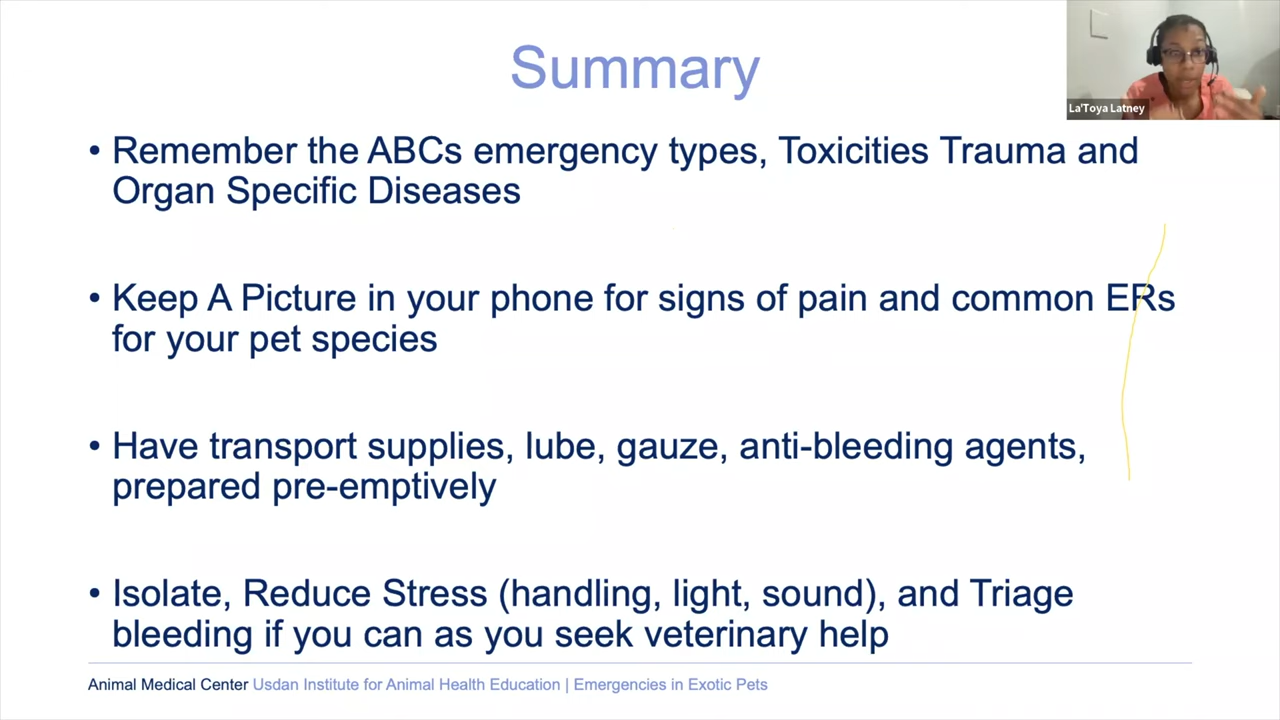 Summary
La'Toya Latney
• Remember the ABCs emergency types, Toxicities Trauma and
Organ Specific Diseases
• Keep A Picture in your phone for signs of pain and common ERs
for your pet species
• Have transport supplies, lube, gauze, anti-bleeding agents,
prepared pre-emptively
• Isolate, Reduce Stress (handling, light, sound), and Triage
bleeding if you can as you seek veterinary help
Animal Medical Center Usdan Institute for Animal Health Education | Emergencies in Exotic Pets